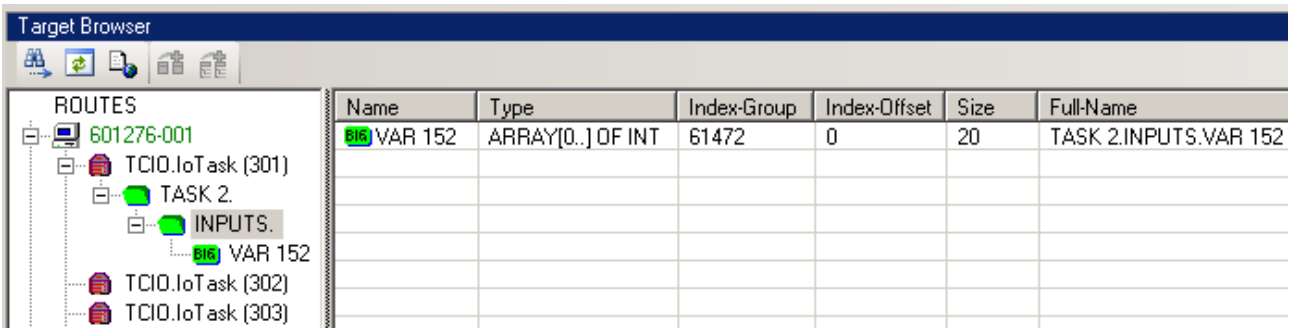 Target Browser
ROUTES
601276-001
TCIO.IoTask (301)
TASK 2.
INPUTS.
BIG VAR 152
TCIO.IoTask (302)
TCIO.IoTask (303)
Name Type Index-Group Index-Offset Size Full-Name
BIG VAR 152 ARRAY[0..] OF INT 61472 0 20 TASK 2.INPUTS.VAR 152